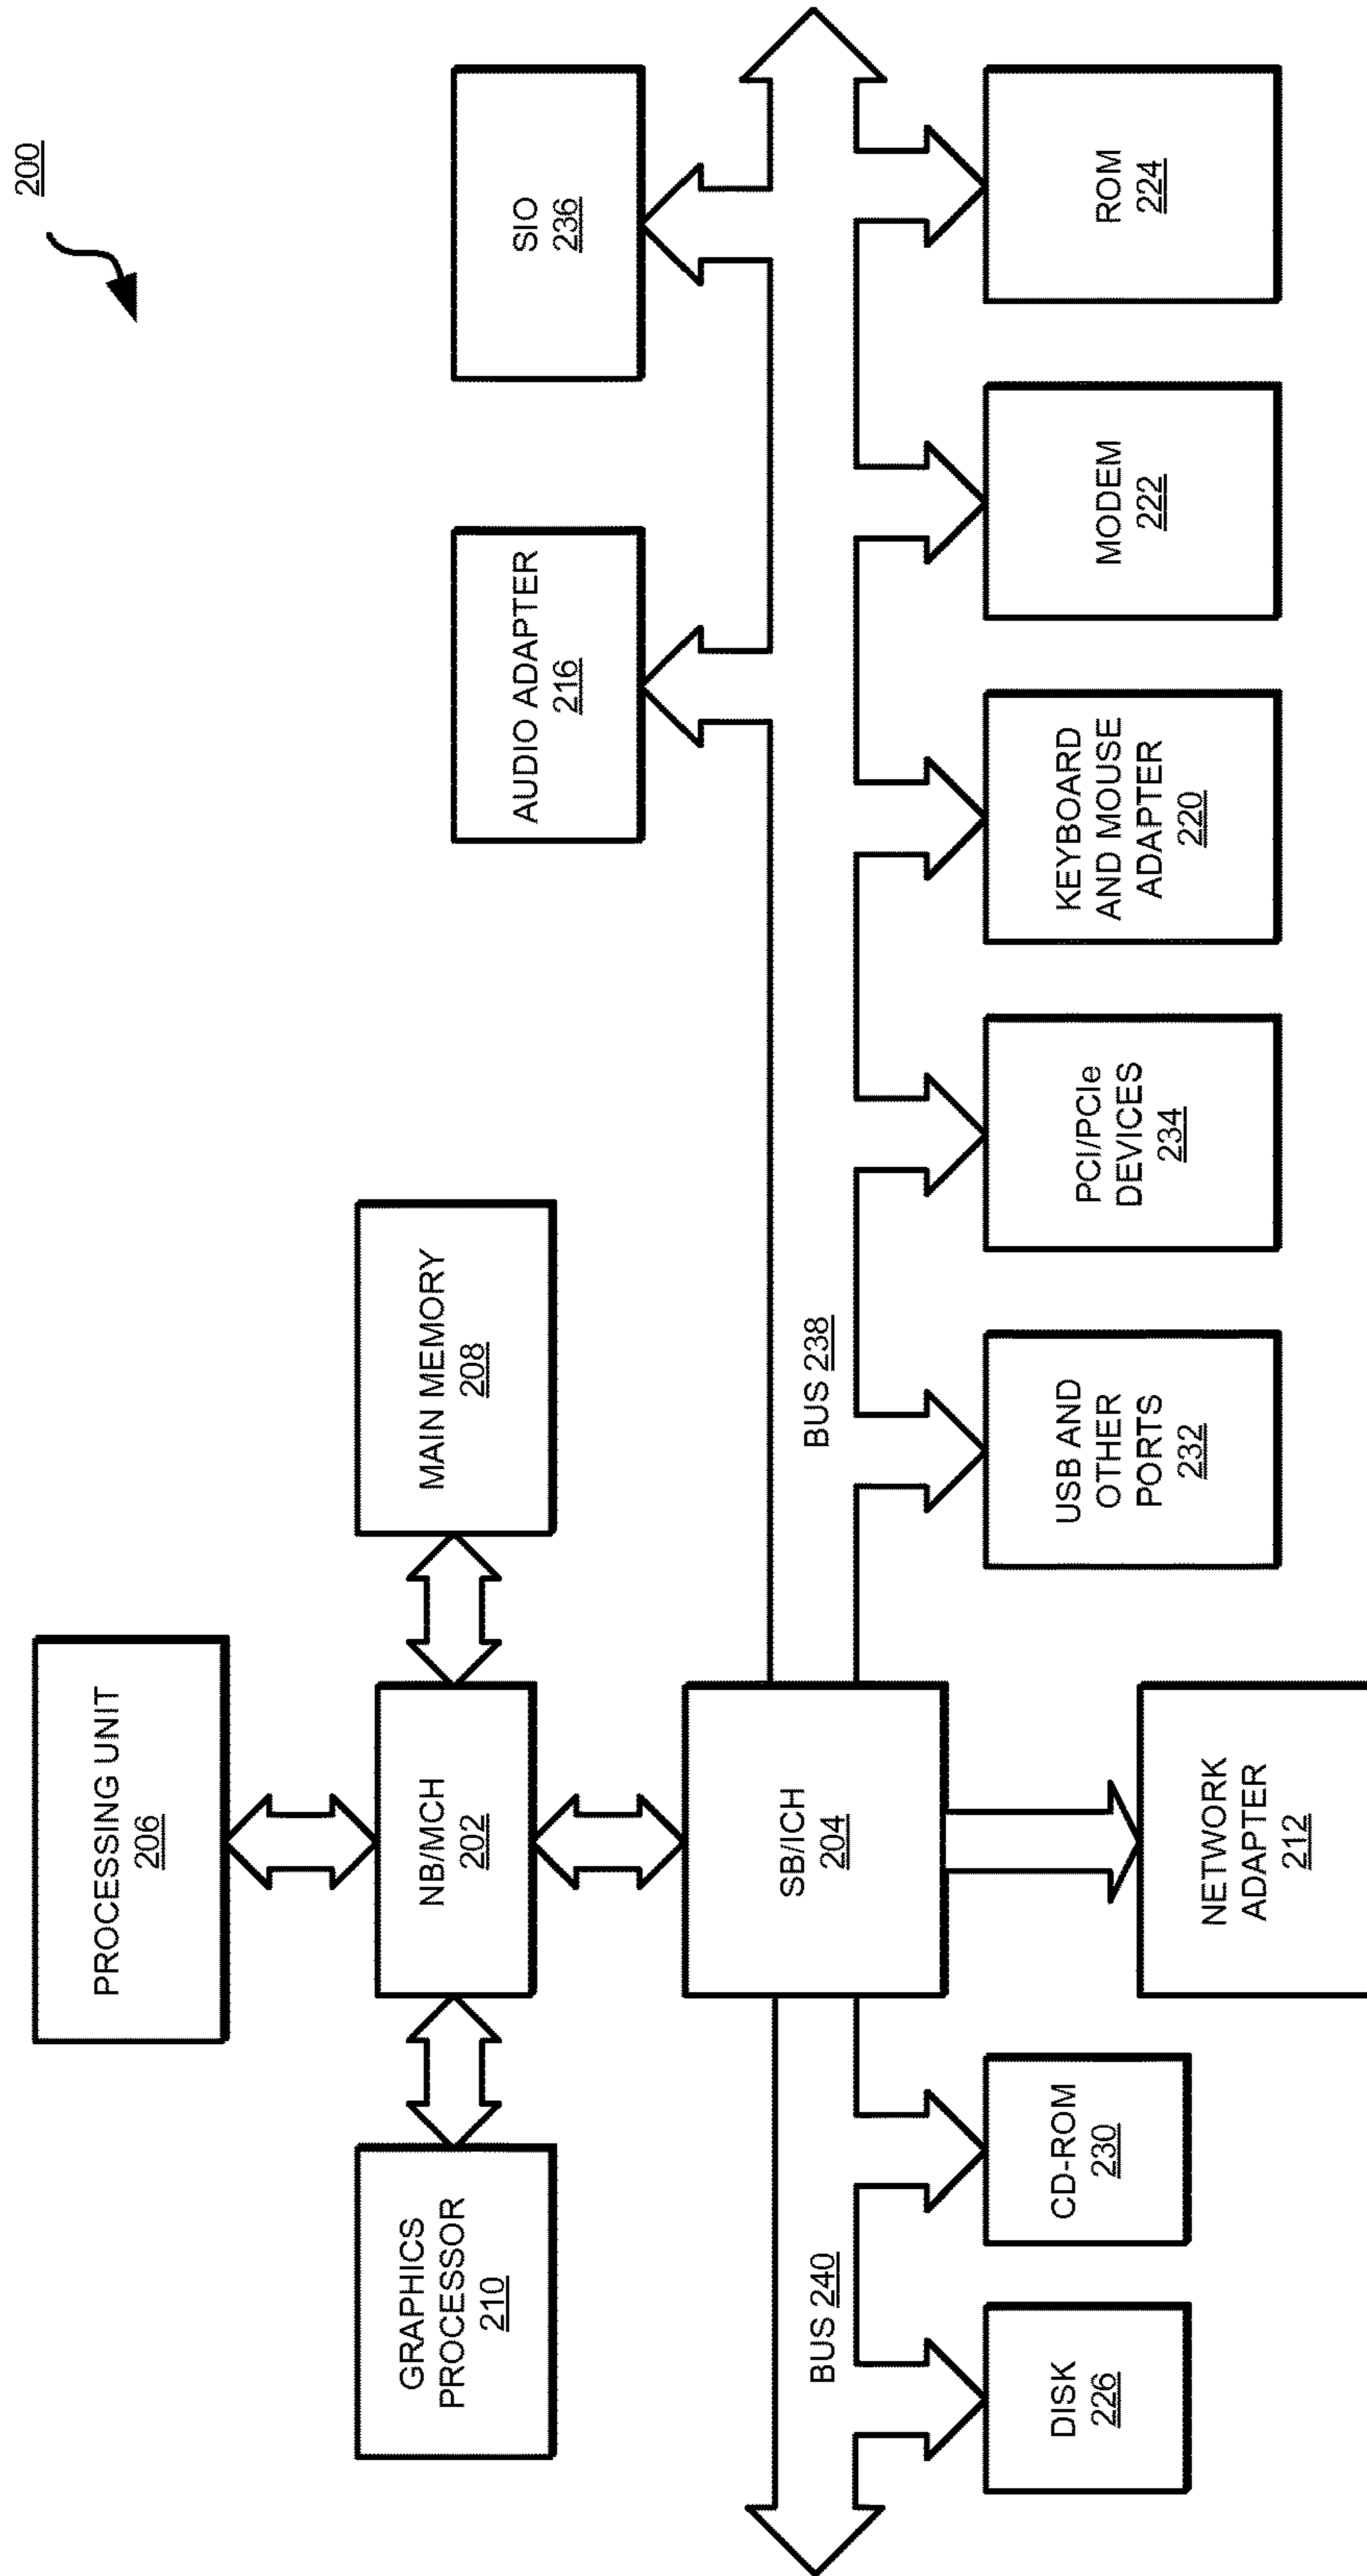 200
PROCESSING UNIT
206
GRAPHICS
PROCESSOR
210
NB/MCH
202
MAIN MEMORY
208
AUDIO ADAPTER
216
SIO
236
SB/ICH
204
BUS 240
BUS 238
DISK
226
CD-ROM
230
USB AND
OTHER
PORTS
232
PCI/PCIe
DEVICES
234
KEYBOARD
AND MOUSE
ADAPTER
220
MODEM
222
ROM
224
NETWORK
ADAPTER
212